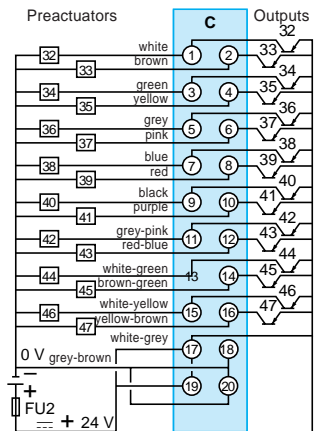 Preactuators C Outputs
32
white
32 1 2 33
brown
33 34
green
34 3 4 35
yellow
35 36
grey
36 5 6 37
pink
37 38
blue
38 7 8 39
red
39 40
black
40 9 10 41
purple
41 42
grey-pink
42 11 12 43
red-blue
43 44
white-green
44 13 14 45
brown-green
45 46
white-yellow
46 15 16 47
yellow-brown
47
white-grey
17 18
0 V grey-brown
−
+
19 20
FU2
+ 24 V